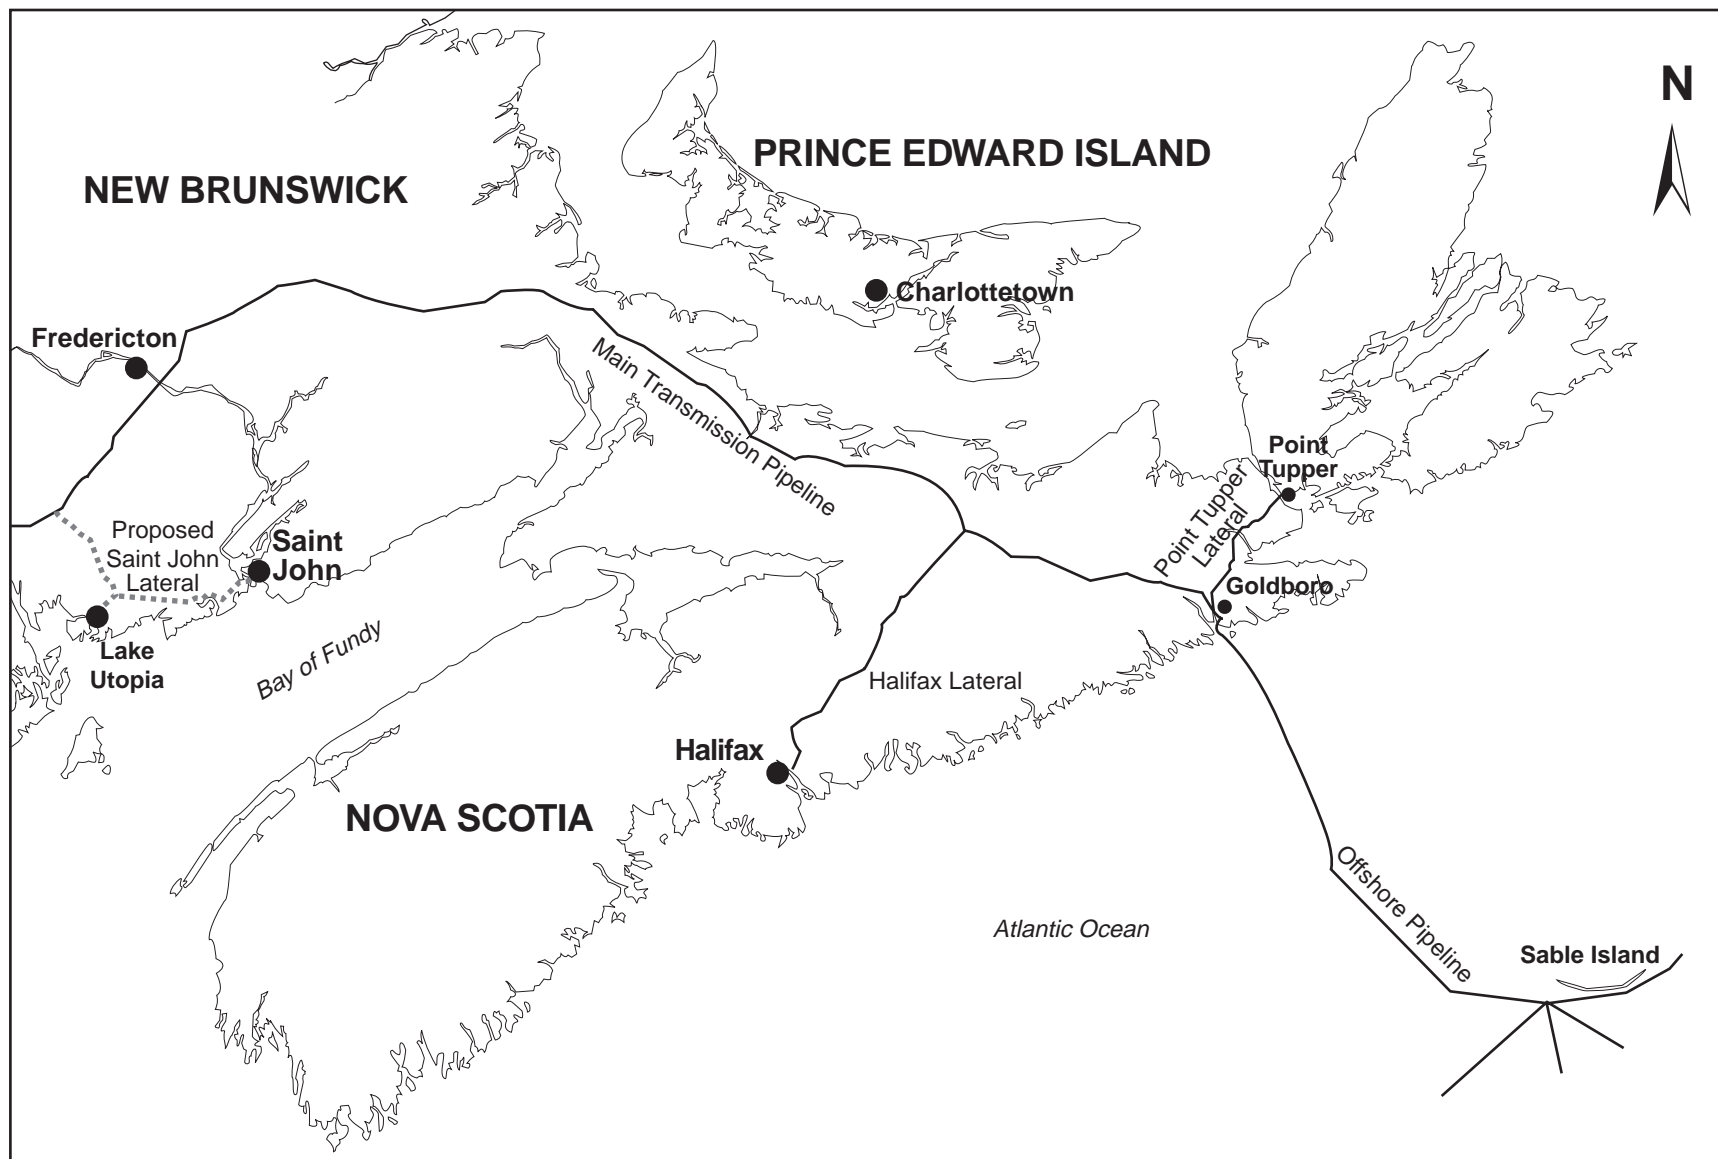 N
PRINCE EDWARD ISLAND
NEW BRUNSWICK
Charlottetown
Fredericton
Main Transmission Pipeline
Point
Tupper
Point Tupper
Lateral
Proposed
Saint John
Lateral
Saint
John
Goldboro
Lake
Utopia
Bay of Fundy
Halifax Lateral
Halifax
NOVA SCOTIA
Offshore Pipeline
Atlantic Ocean
Sable Island